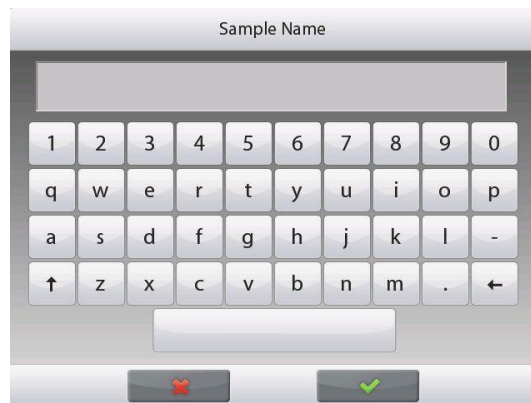 Sample Name
1 2 3 4 5 6 7 8 9 0
q w e r t y u i o p
a s d f g h j k l -
↑ z x c v b n m . ←